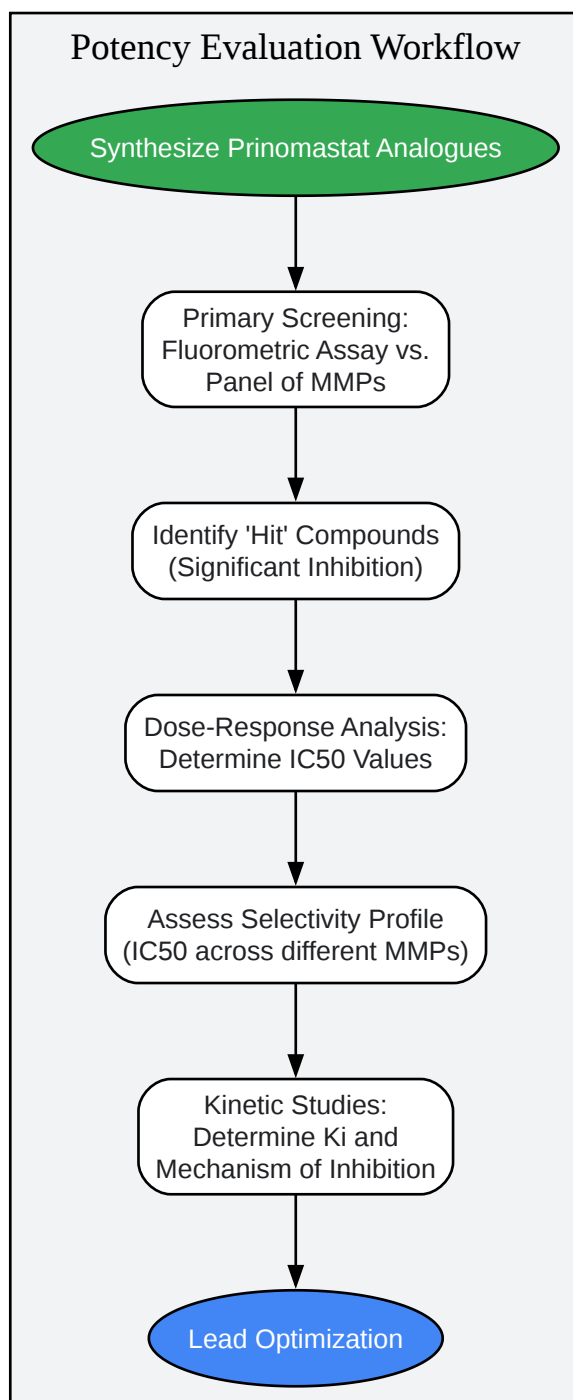 Potency Evaluation Workflow
Synthesize Prinomastat Analogues
Primary Screening:
Fluorometric Assay vs.
Panel of MMPs
Identify 'Hit' Compounds
(Significant Inhibition)
Dose-Response Analysis:
Determine IC50 Values
Assess Selectivity Profile
(IC50 across different MMPs)
Kinetic Studies:
Determine Ki and
Mechanism of Inhibition
Lead Optimization